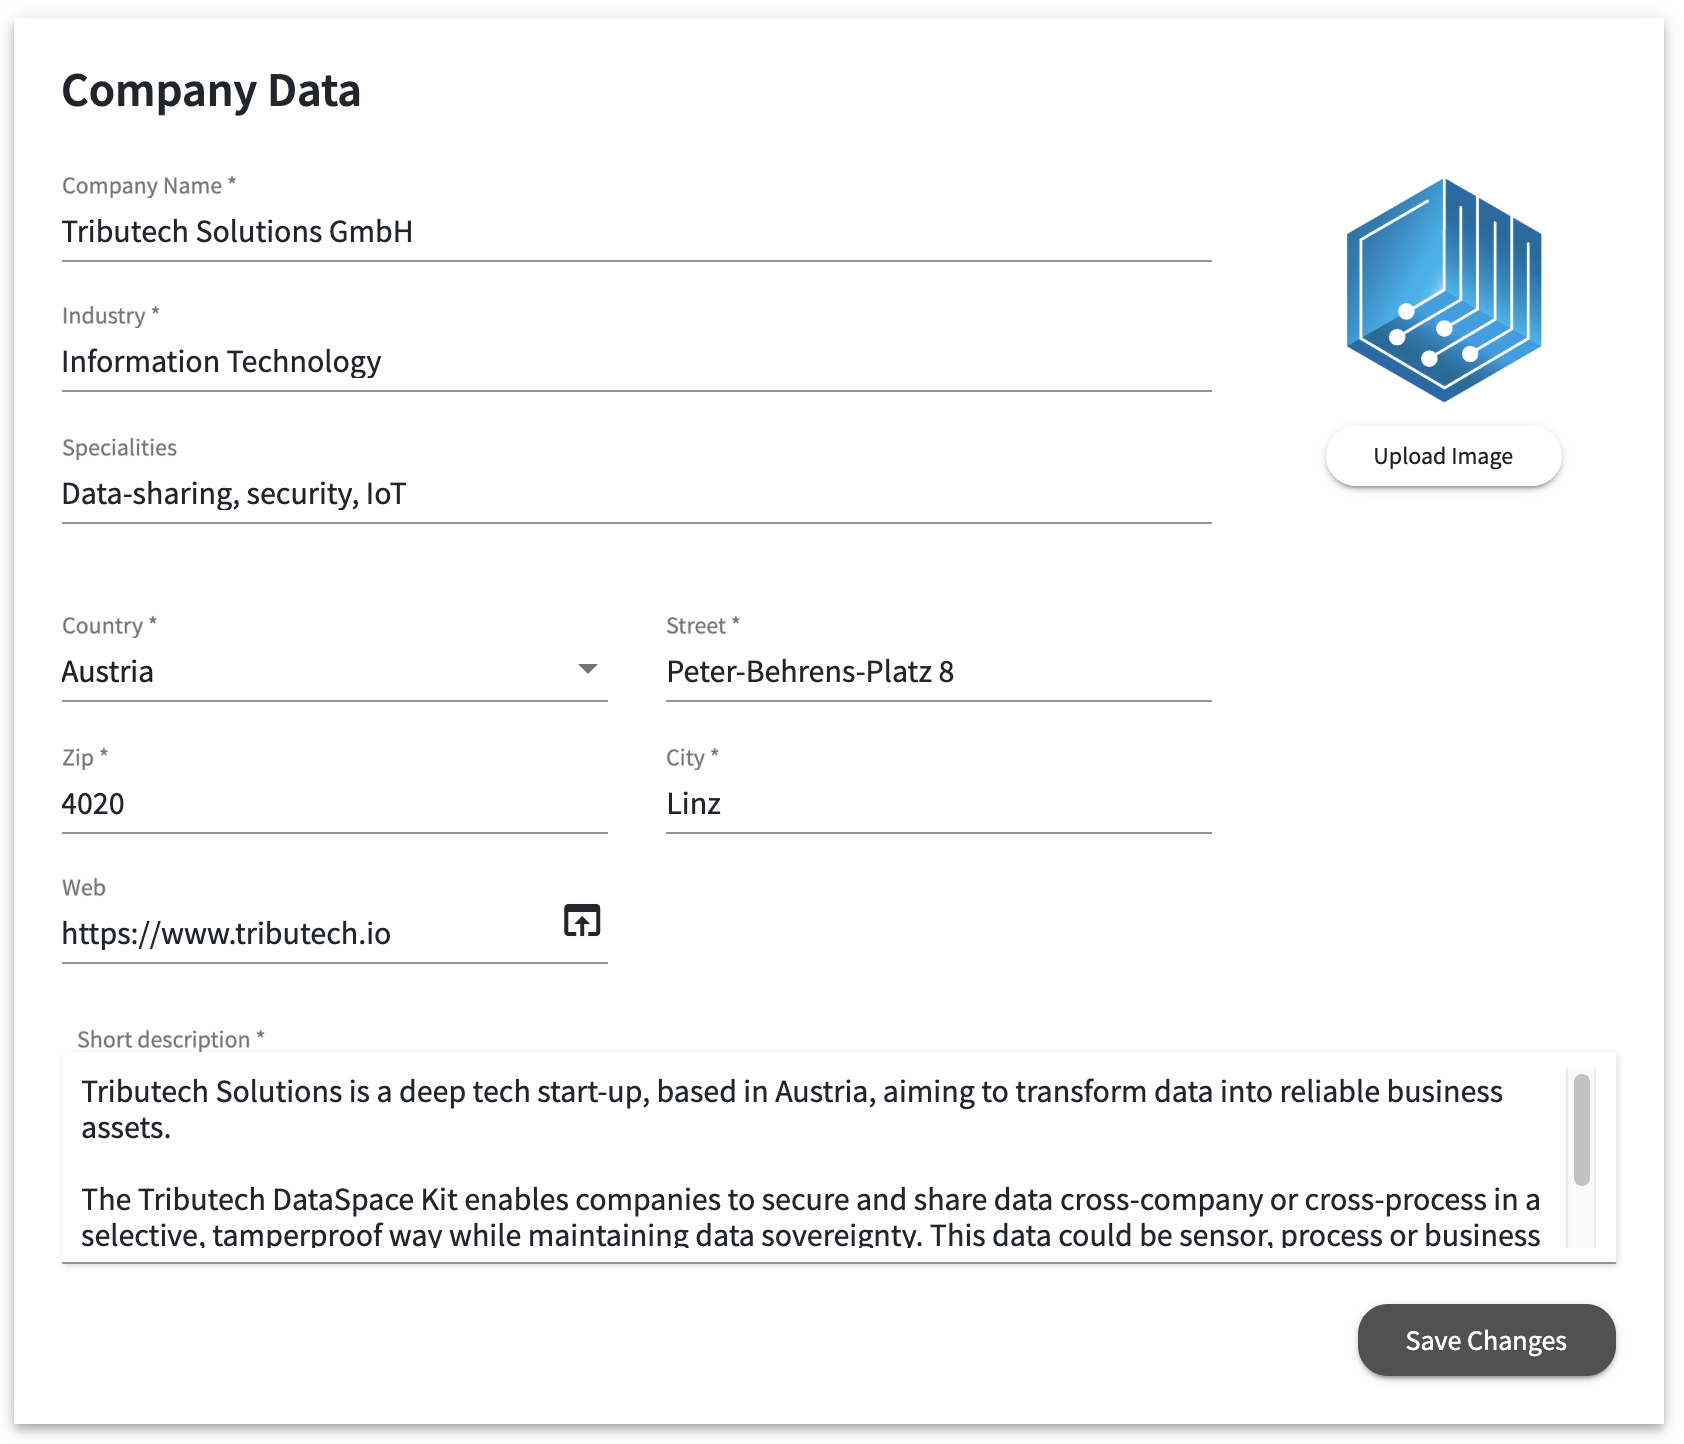 Company Data
Company Name *
Tributech Solutions GmbH
Industry *
Information Technology
Specialities
Data-sharing, security, IoT
Upload Image
Country *
Austria
Street *
Peter-Behrens-Platz 8
Zip *
4020
City *
Linz
Web
https://www.tributech.io
Short description *
Tributech Solutions is a deep tech start-up, based in Austria, aiming to transform data into reliable business
assets.
The Tributech DataSpace Kit enables companies to secure and share data cross-company or cross-process in a
selective, tamperproof way while maintaining data sovereignty. This data could be sensor, process or business
Save Changes